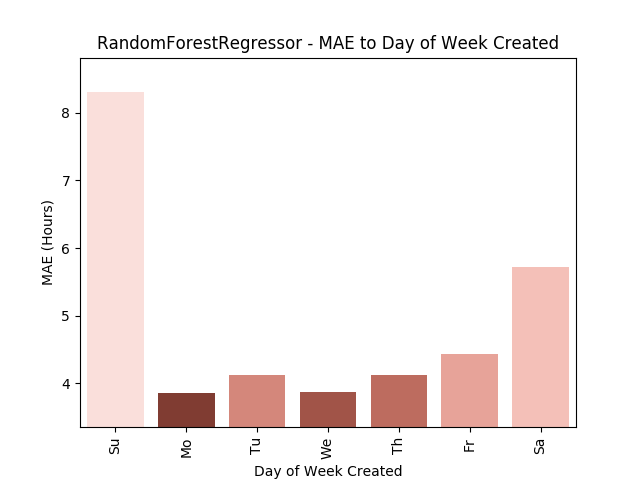 RandomForestRegressor - MAE to Day of Week Created
MAE (Hours)
8
7
6
5
4
Su
Mo
Tu
We
Th
Fr
Sa
Day of Week Created